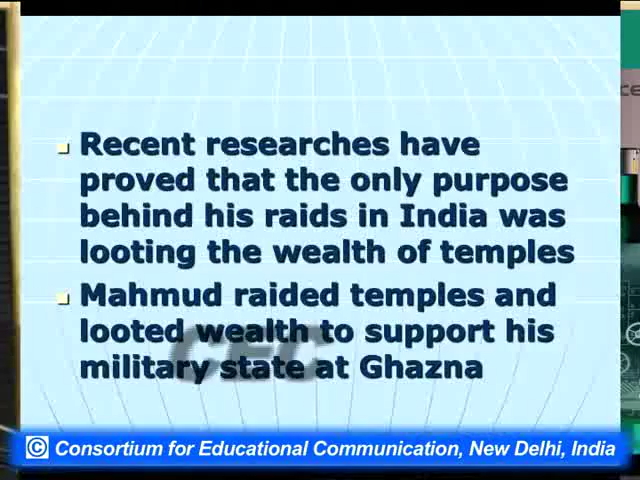 Recent researches have
proved that the only purpose
behind his raids in India was
looting the wealth of temples
Mahmud raided temples and
looted wealth to support his
military state at Ghazna
CEC
© Consortium for Educational Communication, New Delhi, India